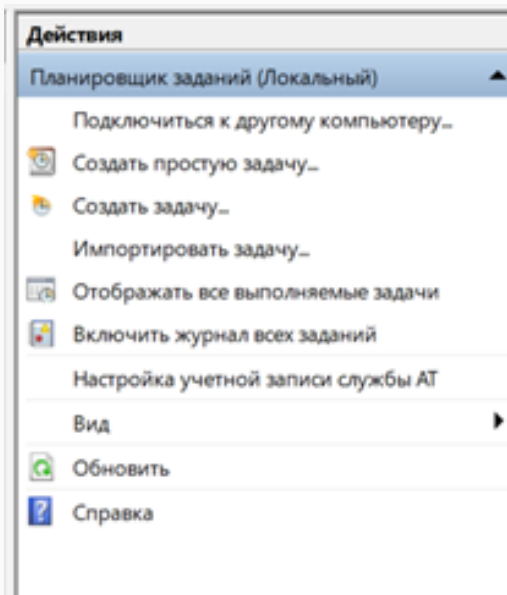 Действия
Планировщик заданий (Локальный)
Подключиться к другому компьютеру...
Создать простую задачу...
Создать задачу...
Импортировать задачу...
Отображать все выполняемые задачи
Включить журнал всех заданий
Настройка учетной записи службы AT
Вид
Обновить
Справка